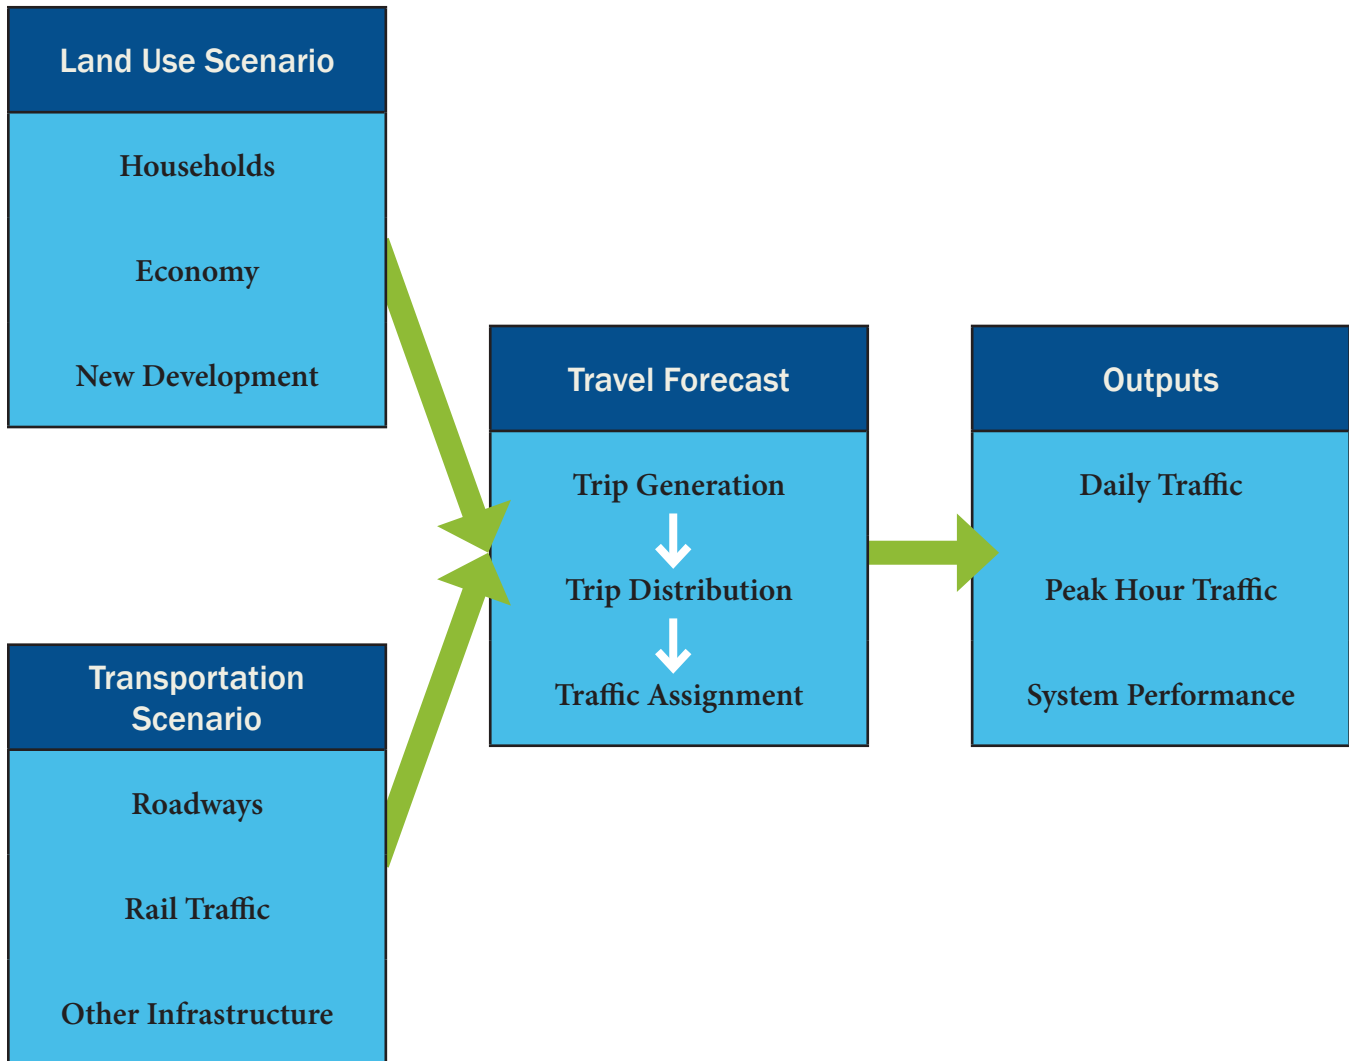 Land Use Scenario
Households
Economy
New Development
Transportation
Scenario
Roadways
Rail Traffic
Other Infrastructure
Travel Forecast
Trip Generation
Trip Distribution
Traffic Assignment
Outputs
Daily Traffic
Peak Hour Traffic
System Performance